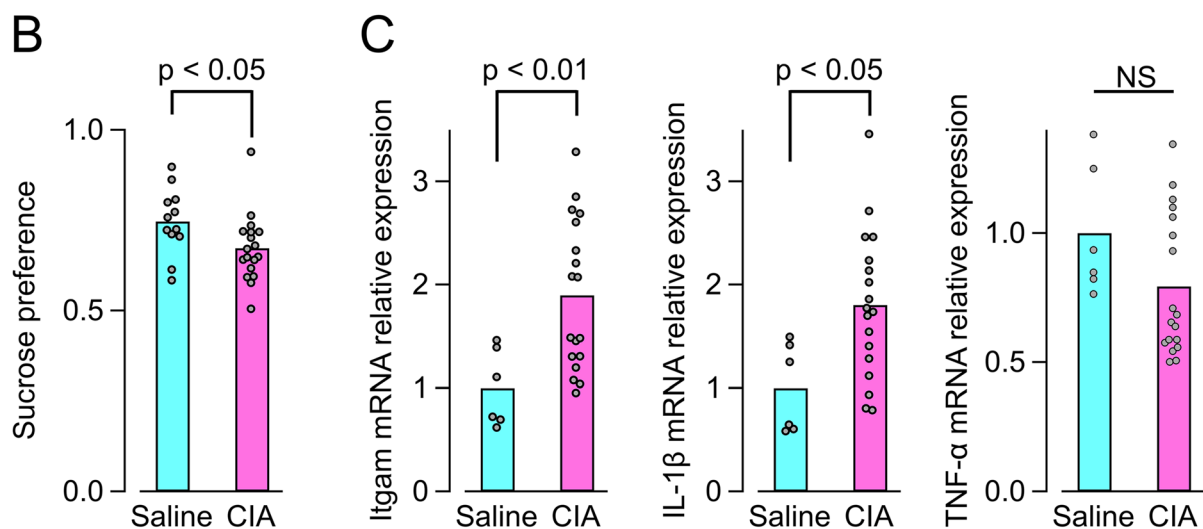 B
p < 0.05
Sucrose preference
1.0
0.5
0.0
Saline CIA
C
p < 0.01
Itgam mRNA relative expression
3
2
1
0
Saline CIA
p < 0.05
IL-1β mRNA relative expression
3
2
1
0
Saline CIA
NS
TNF-α mRNA relative expression
1.0
0.5
0.0
Saline CIA